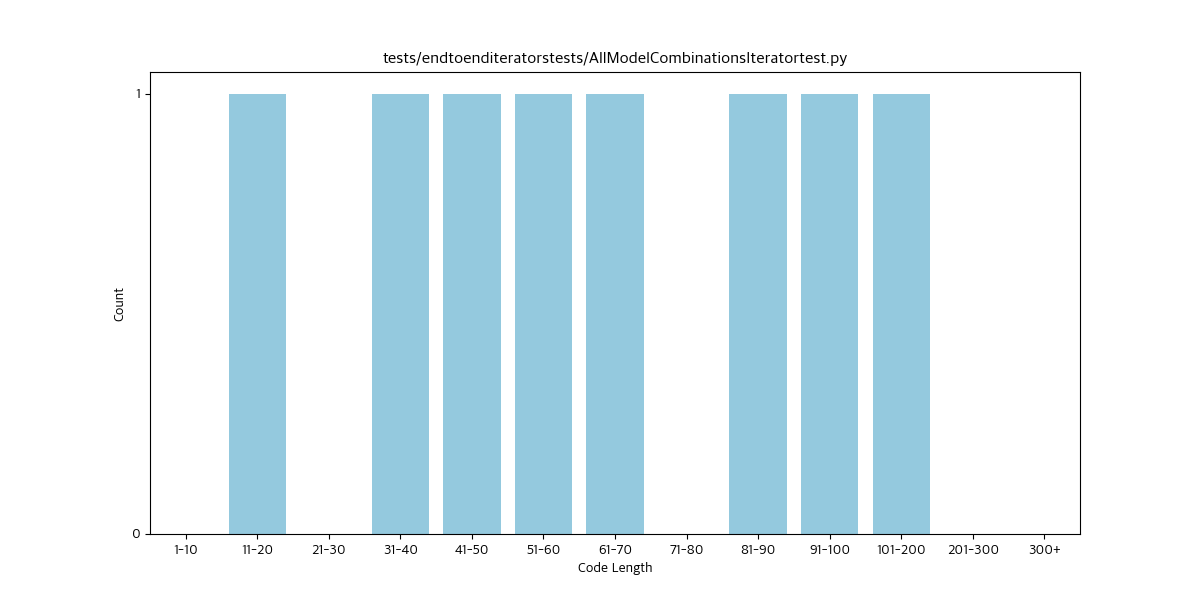 tests/endtoenditeratorstests/AllModelCombinationsIteratortest.py
1
Count
0
1-10 11-20 21-30 31-40 41-50 51-60 61-70 71-80 81-90 91-100 101-200 201-300 300+
Code Length